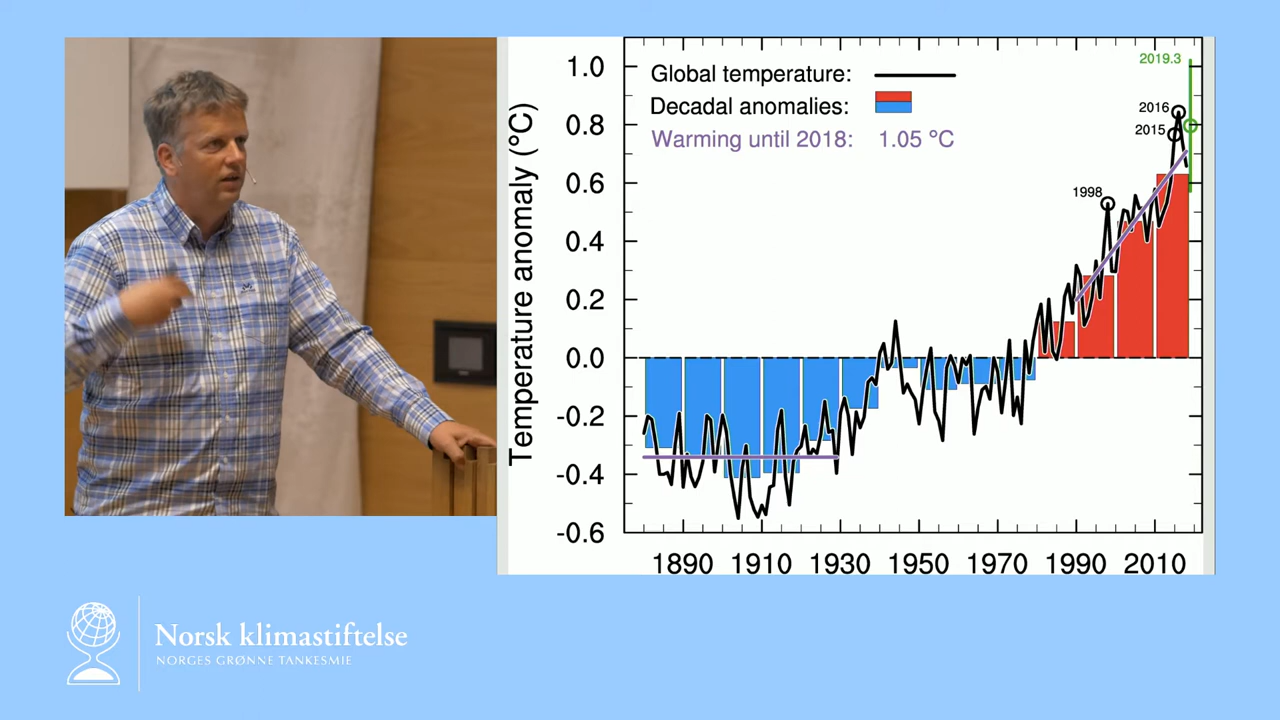 Global temperature:
Decadal anomalies:
Warming until 2018: 1.05 °C
Temperature anomaly (°C)
1.0
0.8
0.6
0.4
0.2
0.0
-0.2
-0.4
-0.6
2019.3
2016
2015
1998
1890 1910 1930 1950 1970 1990 2010
Norsk klimastiftelse
NORGES GRØNNE TANKESMIE